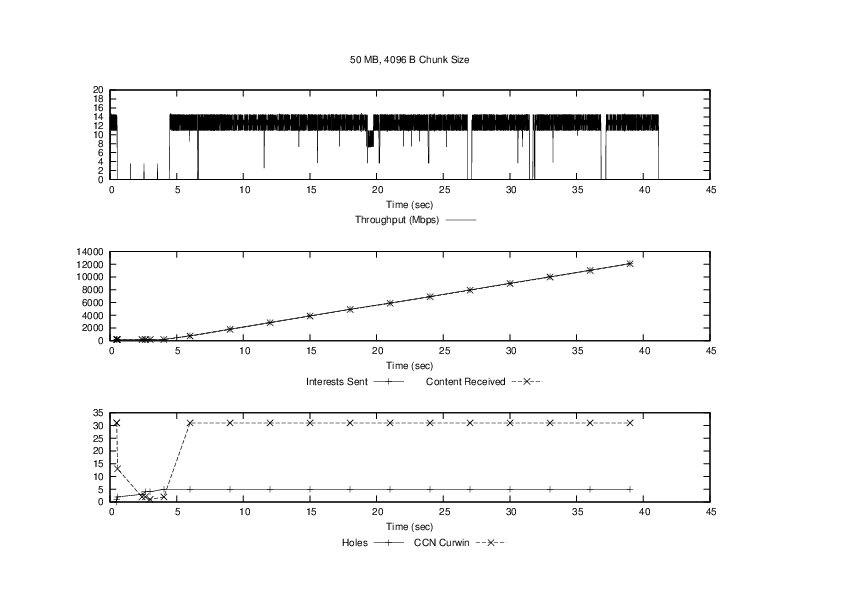 50 MB, 4096 B Chunk Size
20
18
16
14
12
10
8
6
4
2
0
0 5 10 15 20 25 30 35 40 45
Time (sec)
Throughput (Mbps)
14000
12000
10000
8000
6000
4000
2000
0
0 5 10 15 20 25 30 35 40 45
Time (sec)
Interests Sent Content Received
35
30
25
20
15
10
5
0
0 5 10 15 20 25 30 35 40 45
Time (sec)
Holes CCN Curwin